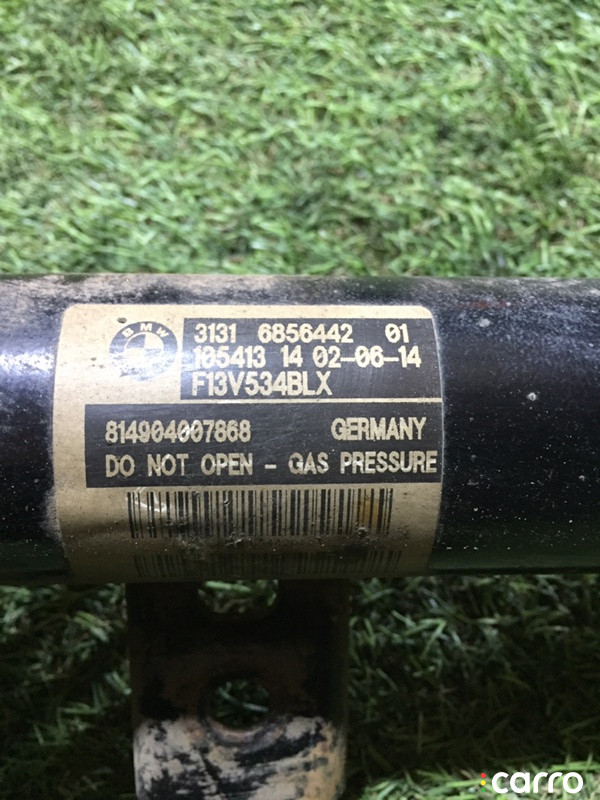 BMW
3131 6856442 01
105413 14 02-06-14
F13V534BLX
814904007868 GERMANY
DO NOT OPEN - GAS PRESSURE
carro